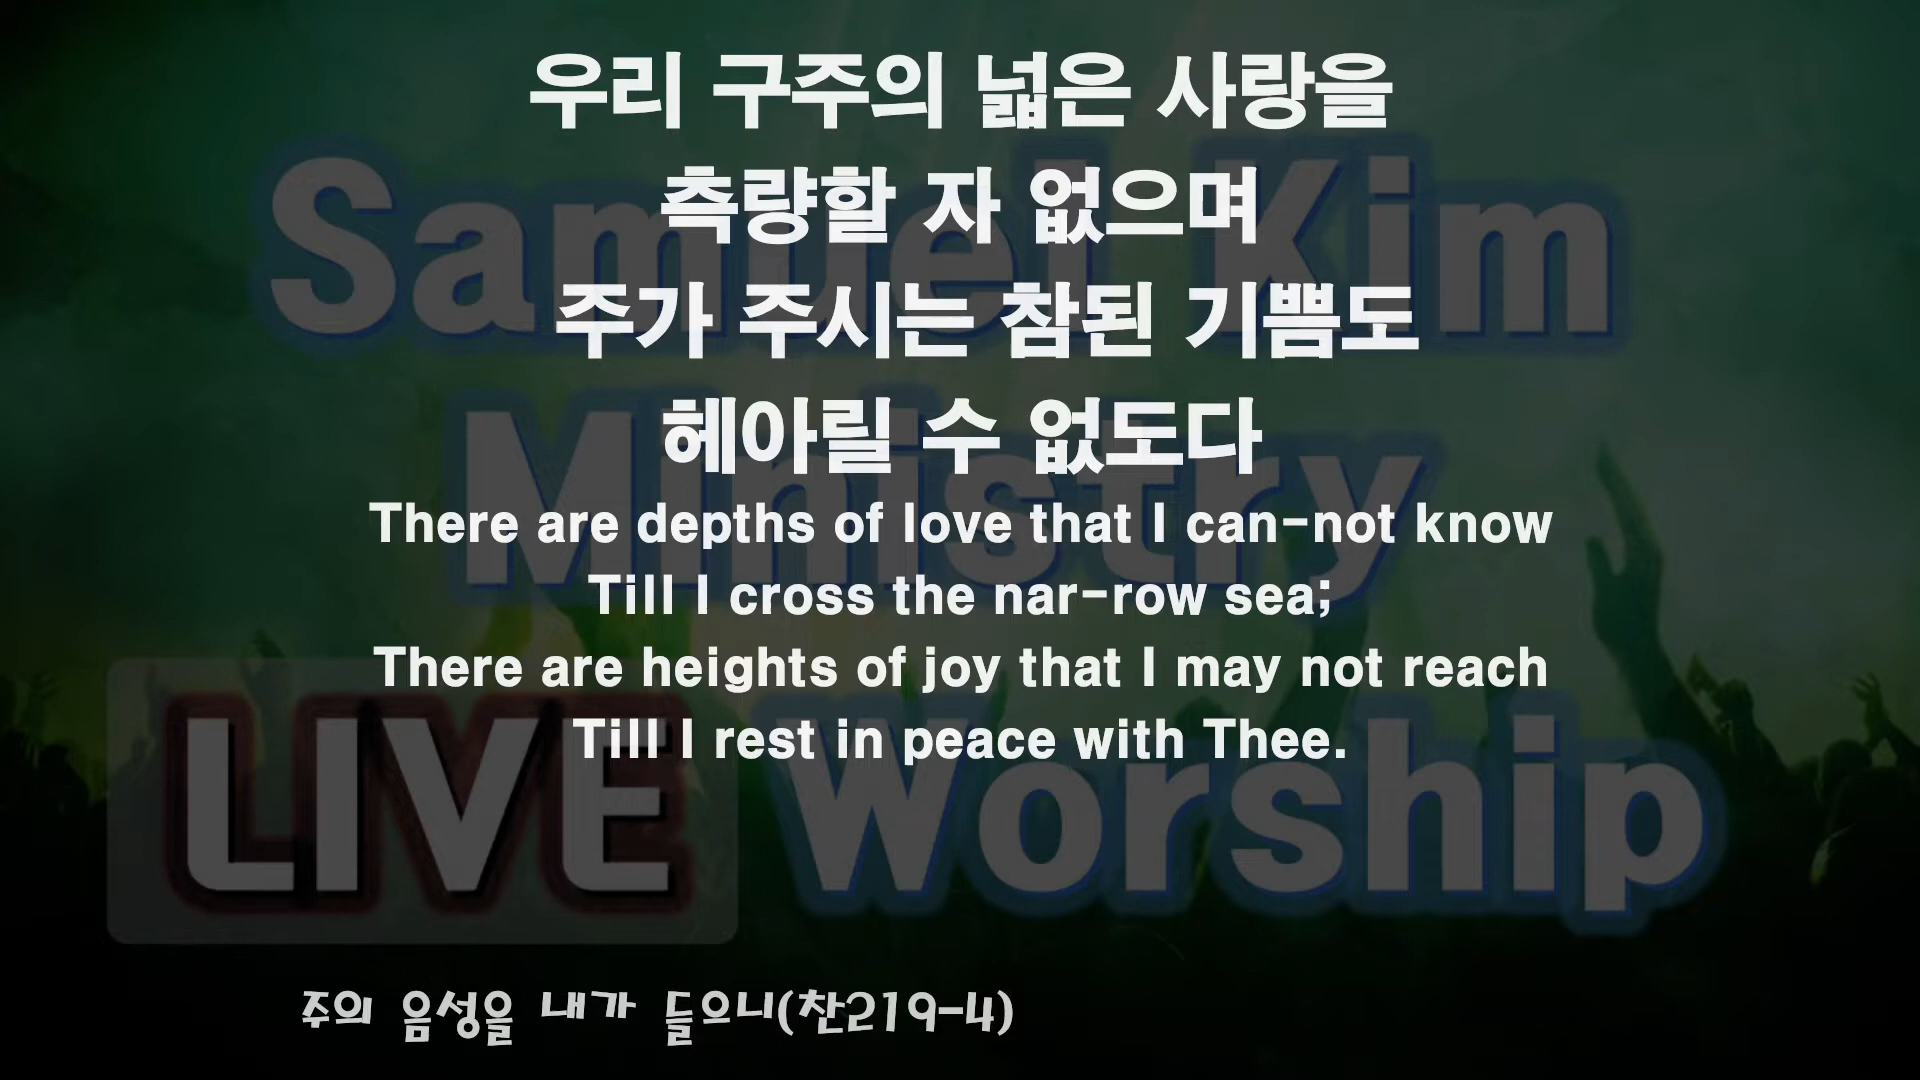 우리 구주의 넓은 사랑을
측량할 자 없으며
주가 주시는 참된 기쁨도
헤아릴 수 없도다
There are depths of love that I can-not know
Till I cross the nar-row sea;
There are heights of joy that I may not reach
Till I rest in peace with Thee.
Samuel Kim
Ministry
LIVE Worship
주의 음성을 내가 들으니(찬219-4)